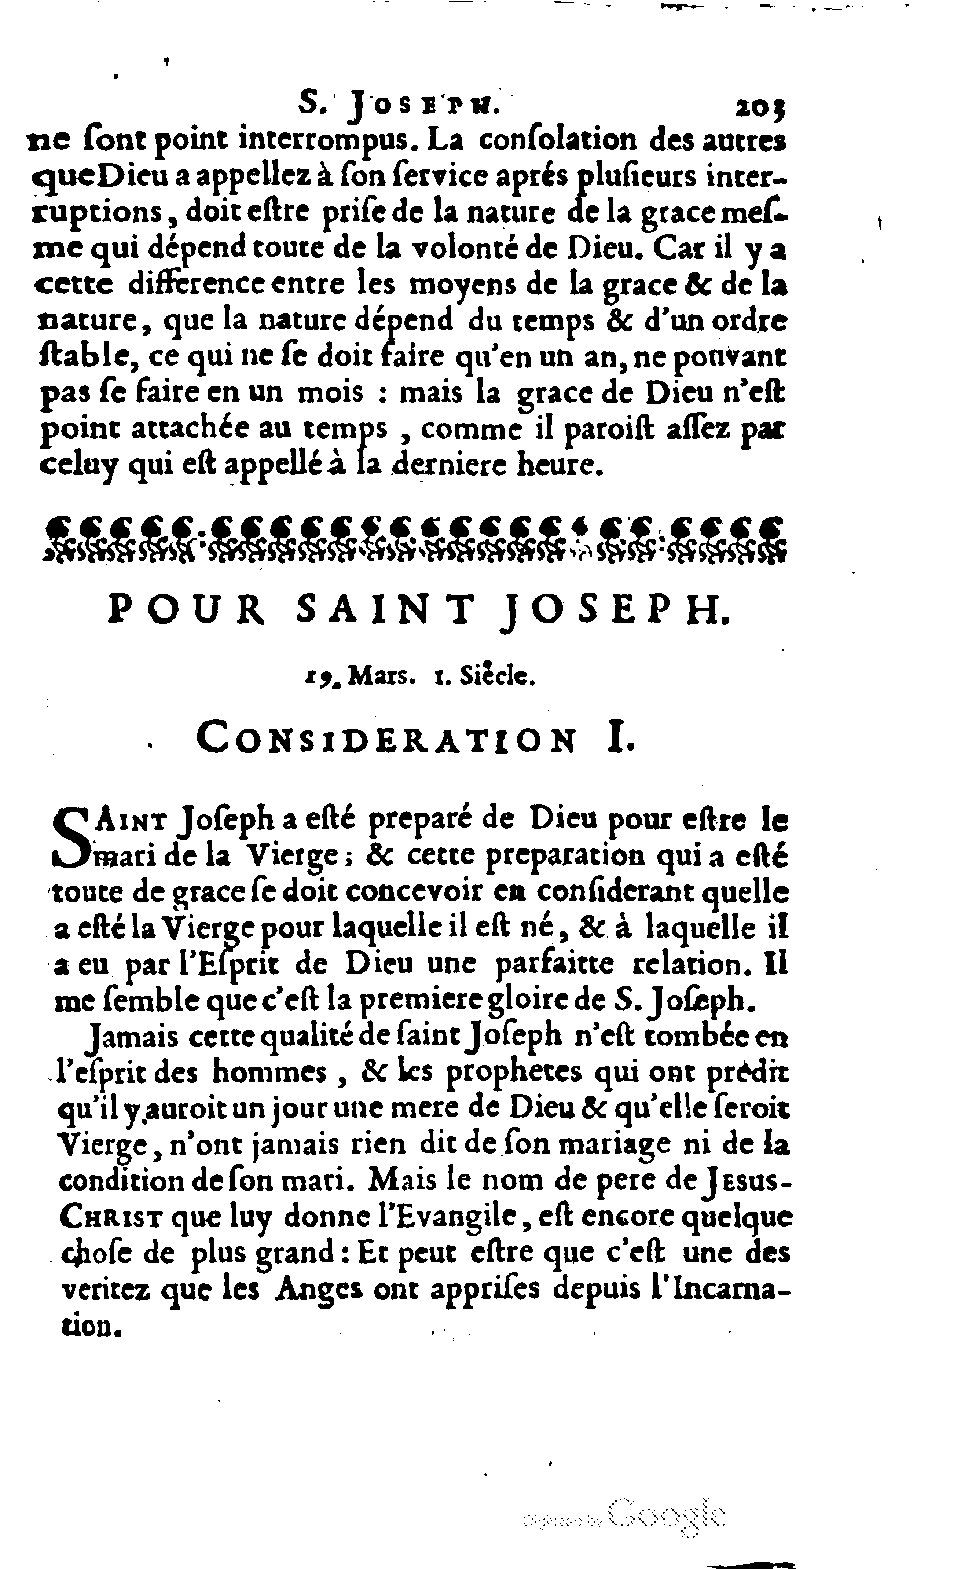 S. JOSEPH. 203
ne ſont point interrompus. La conſolation des autres
que Dieu a appellez à ſon ſervice aprés pluſieurs inter-
ruptions, doit eſtre priſe de la nature de la grace meſ-
me qui dépend toute de la volonté de Dieu. Car il y a
cette difference entre les moyens de la grace & de la
nature, que la nature dépend du temps & d'un ordre
ſtable, ce qui ne ſe doit faire qu'en un an, ne pouvant
pas ſe faire en un mois : mais la grace de Dieu n'eſt
point attachée au temps, comme il paroiſt aſſez par
celuy qui eſt appellé à la derniere heure.
POUR SAINT JOSEPH.
19. Mars. 1. Siécle.
CONSIDERATION I.
SAINT Joſeph a eſté preparé de Dieu pour eſtre le
mari de la Vierge; & cette preparation qui a eſté
toute de grace ſe doit concevoir en conſiderant quelle
a eſté la Vierge pour laquelle il eſt né, & à laquelle il
a eu par l'Eſprit de Dieu une parfaitte relation. Il
me ſemble que c'eſt la premiere gloire de S. Joſeph.
Jamais cette qualité de ſaint Joſeph n'eſt tombée en
l'eſprit des hommes, & les prophetes qui ont prédit
qu'il y auroit un jour une mere de Dieu & qu'elle ſeroit
Vierge, n'ont jamais rien dit de ſon mariage ni de la
condition de ſon mari. Mais le nom de pere de JESUS-
CHRIST que luy donne l'Evangile, eſt encore quelque
choſe de plus grand : Et peut eſtre que c'eſt une des
veritez que les Anges ont appriſes depuis l'Incarna-
tion.
Digitized by Google